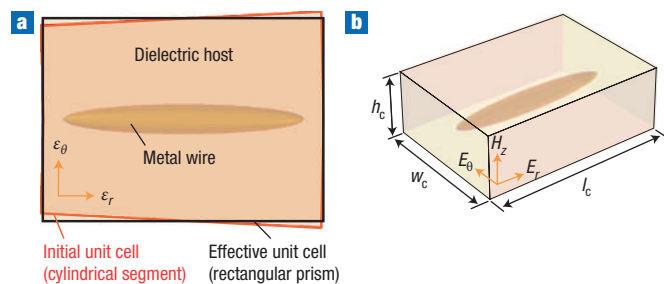 a
Dielectric host
Metal wire
εθ
εr
Initial unit cell
(cylindrical segment)
Effective unit cell
(rectangular prism)
b
hc
wc
lc
Hz
Eθ
Er